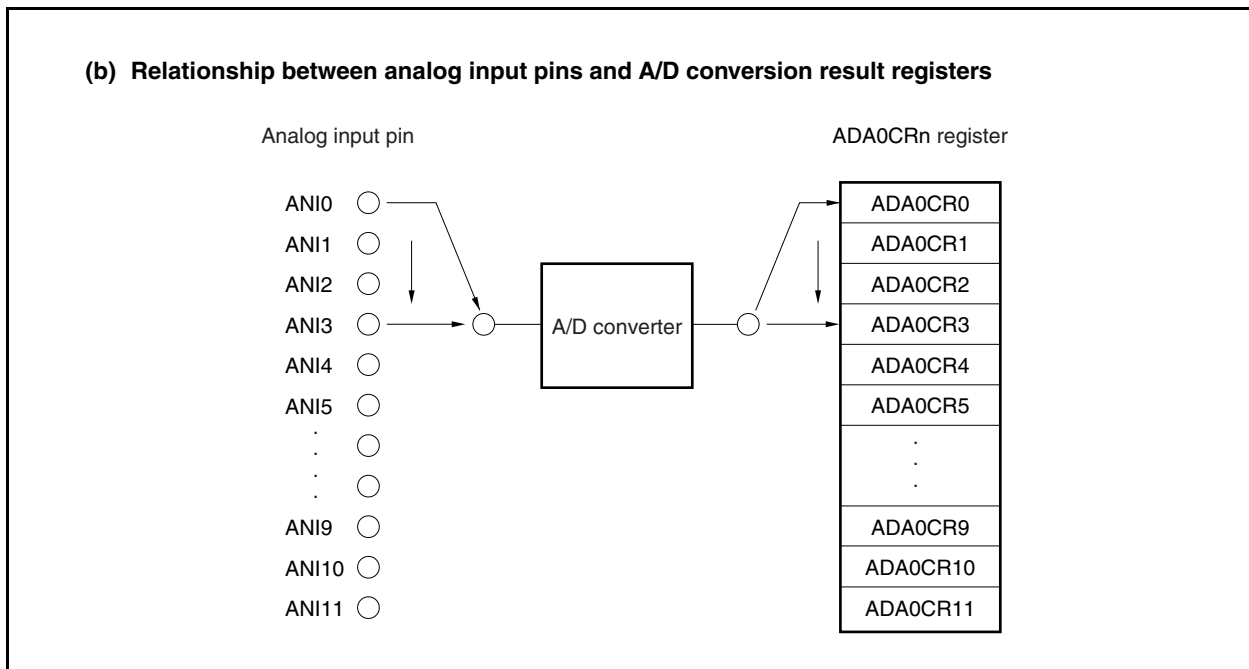 (b) Relationship between analog input pins and A/D conversion result registers
Analog input pin
ADA0CRn register
ANI0
ADA0CR0
ANI1
ADA0CR1
ANI2
ADA0CR2
ANI3
A/D converter
ADA0CR3
ANI4
ADA0CR4
ANI5
ADA0CR5
.
.
.
.
.
.
.
ANI9
ADA0CR9
ANI10
ADA0CR10
ANI11
ADA0CR11